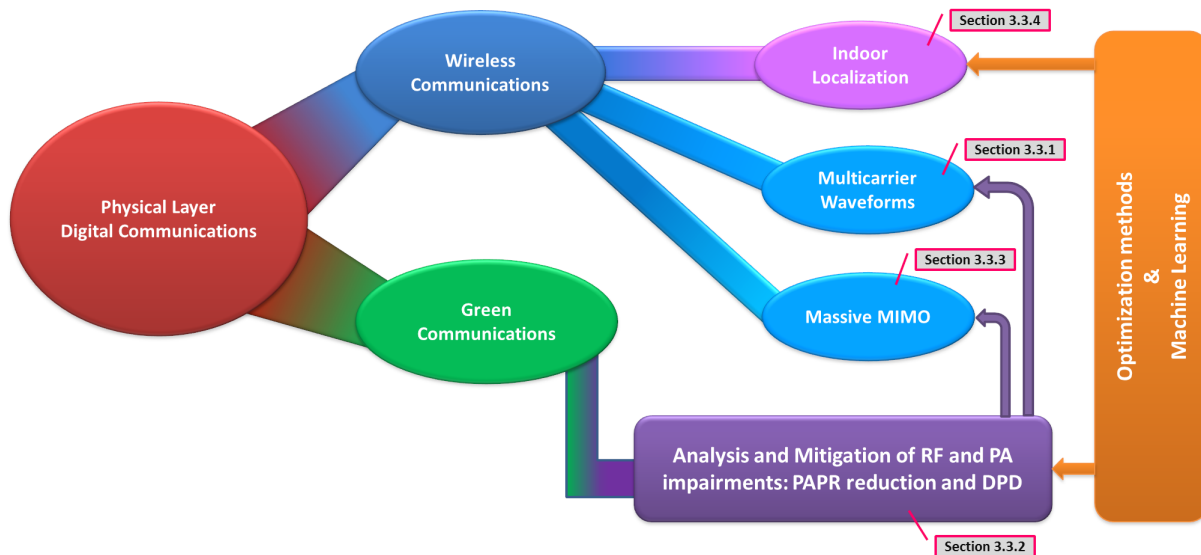 Section 3.3.4
Wireless
Communications
Indoor
Localization
Section 3.3.1
Physical Layer
Digital Communications
Multicarrier
Waveforms
Section 3.3.3
Green
Communications
Massive MIMO
Optimization methods
&
Machine Learning
Analysis and Mitigation of RF and PA
impairments: PAPR reduction and DPD
Section 3.3.2